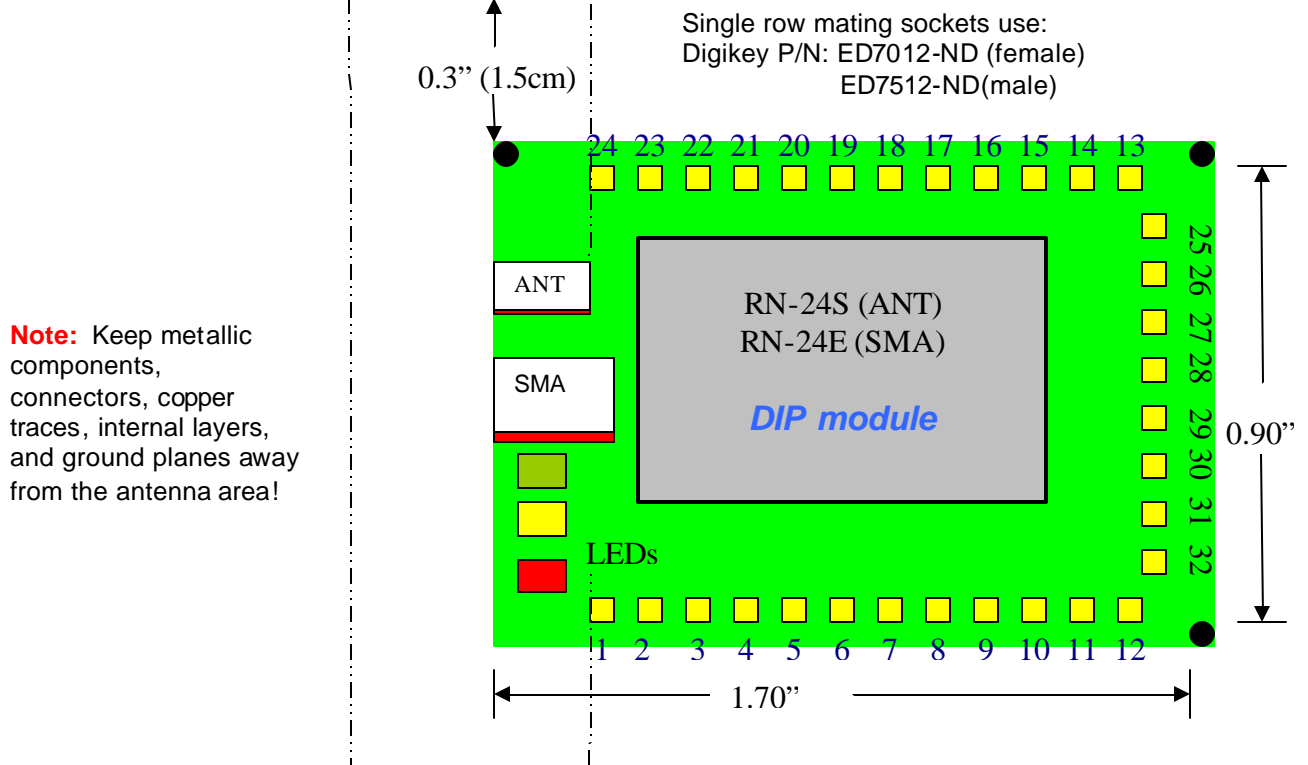 Single row mating sockets use:
Digikey P/N: ED7012-ND (female)
ED7512-ND(male)
0.3” (1.5cm)
24 23 22 21 20 19 18 17 16 15 14 13
25 26 27 28 29 30 31 32
ANT
SMA
RN-24S (ANT)
RN-24E (SMA)
DIP module
Note: Keep metallic
components,
connectors, copper
traces, internal layers,
and ground planes away
from the antenna area!
0.90”
LEDs
1 2 3 4 5 6 7 8 9 10 11 12
1.70”